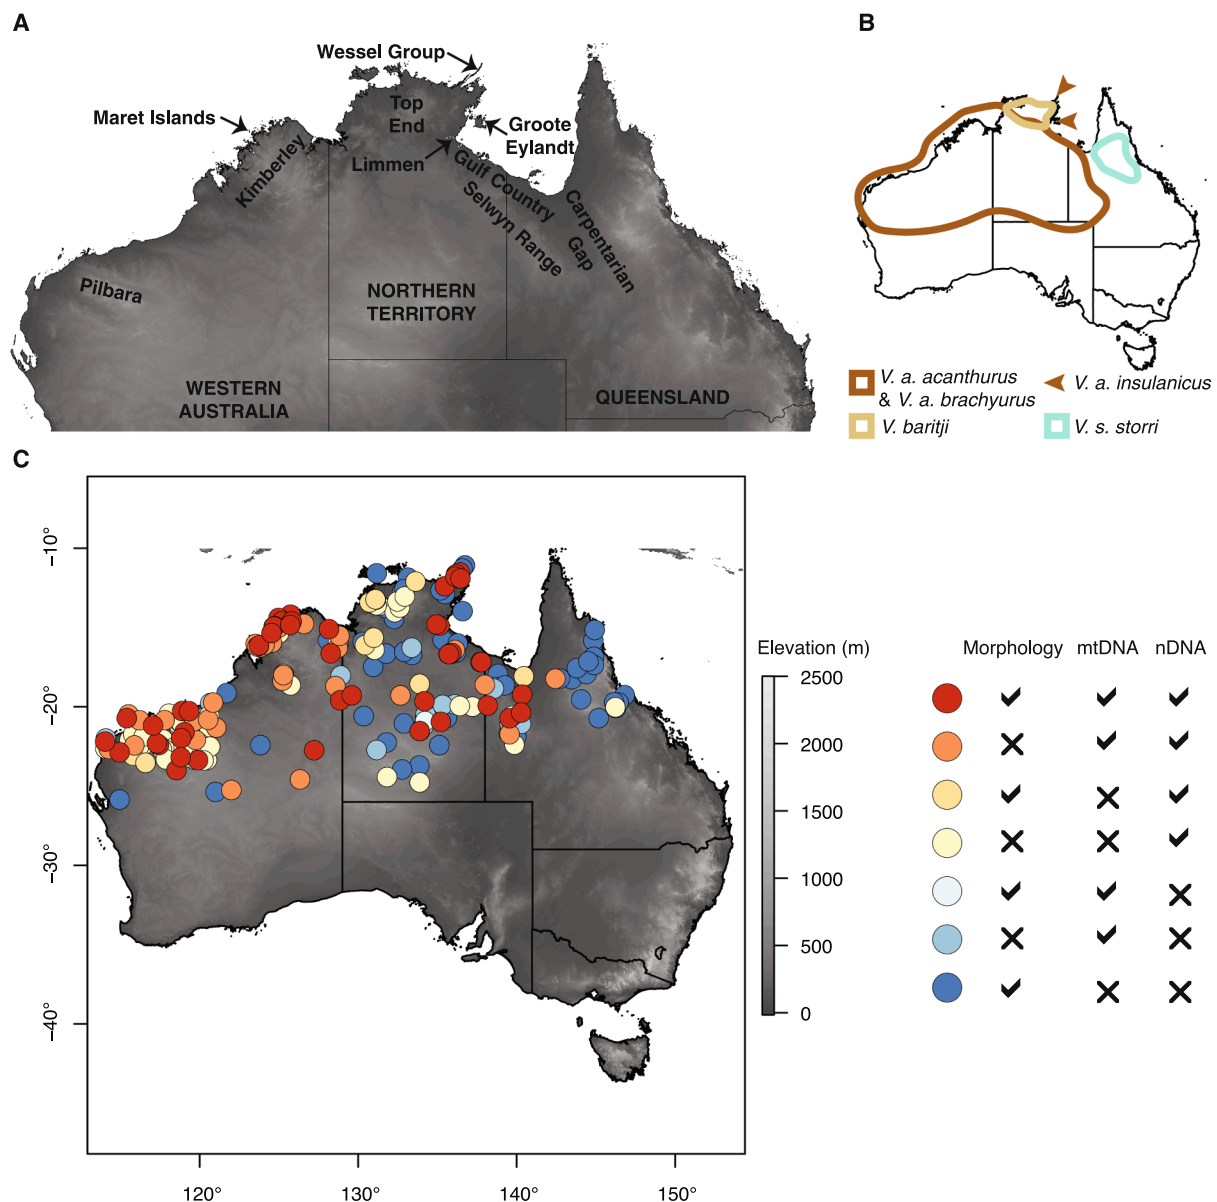 A
Wessel Group
Maret Islands
Top
End
Groote
Eylandt
Limmen
Kimberley
Gulf Country
Selwyn Range
Carpentarian
Gap
Pilbara
NORTHERN
TERRITORY
WESTERN
AUSTRALIA
QUEENSLAND
B
V. a. acanthurus
& V. a. brachyurus
V. a. insulanicus
V. baritji
V. s. storri
C
−10°
−20°
−30°
−40°
120°
130°
140°
150°
Elevation (m)
2500
2000
1500
1000
500
0
Morphology mtDNA nDNA